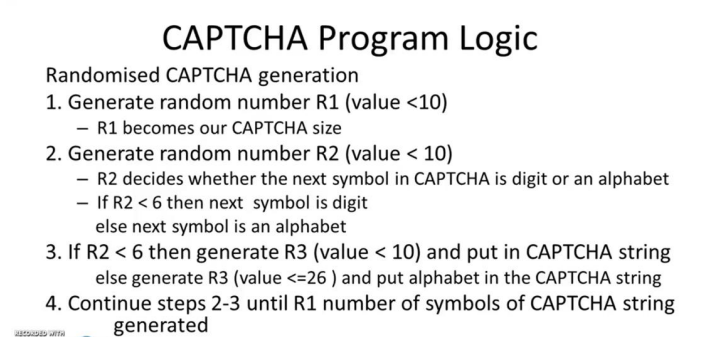 CAPTCHA Program Logic
Randomised CAPTCHA generation
1. Generate random number R1 (value <10)
– R1 becomes our CAPTCHA size
2. Generate random number R2 (value < 10)
– R2 decides whether the next symbol in CAPTCHA is digit or an alphabet
– If R2 < 6 then next  symbol is digit
else next symbol is an alphabet
3. If R2 < 6 then generate R3 (value < 10) and put in CAPTCHA string
else generate R3 (value <=26 ) and put alphabet in the CAPTCHA string
4. Continue steps 2-3 until R1 number of symbols of CAPTCHA string
generated
RECORDED WITH